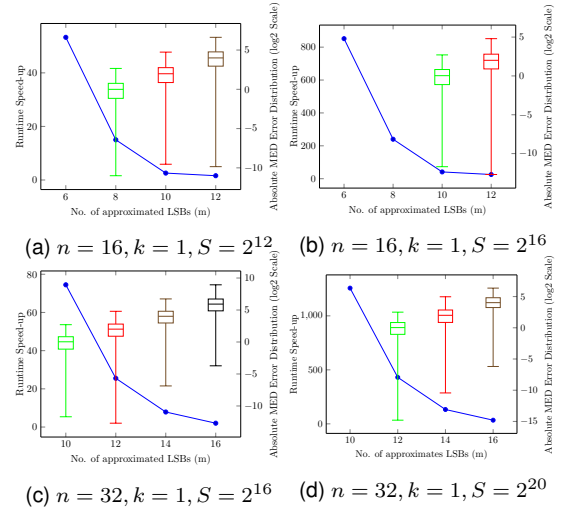 Runtime Speed-up
40
20
0
5
0
−5
−10
Absolute MED Error Distribution (log2 Scale)
6 8 10 12
No. of approximated LSBs (m)
(a) n = 16, k = 1, S = 2^12
Runtime Speed-up
800
600
400
200
0
5
0
−5
−10
Absolute MED Error Distribution (log2 Scale)
6 8 10 12
No. of approximated LSBs (m)
(b) n = 16, k = 1, S = 2^16
Runtime Speed-up
80
60
40
20
0
10
5
0
−5
−10
Absolute MED Error Distribution (log2 Scale)
10 12 14 16
No. of approximated LSBs (m)
(c) n = 32, k = 1, S = 2^16
Runtime Speed-up
1,000
500
0
5
0
−5
−10
−15
Absolute MED Error Distribution (log2 Scale)
10 12 14 16
No. of approximates LSBs (m)
(d) n = 32, k = 1, S = 2^20